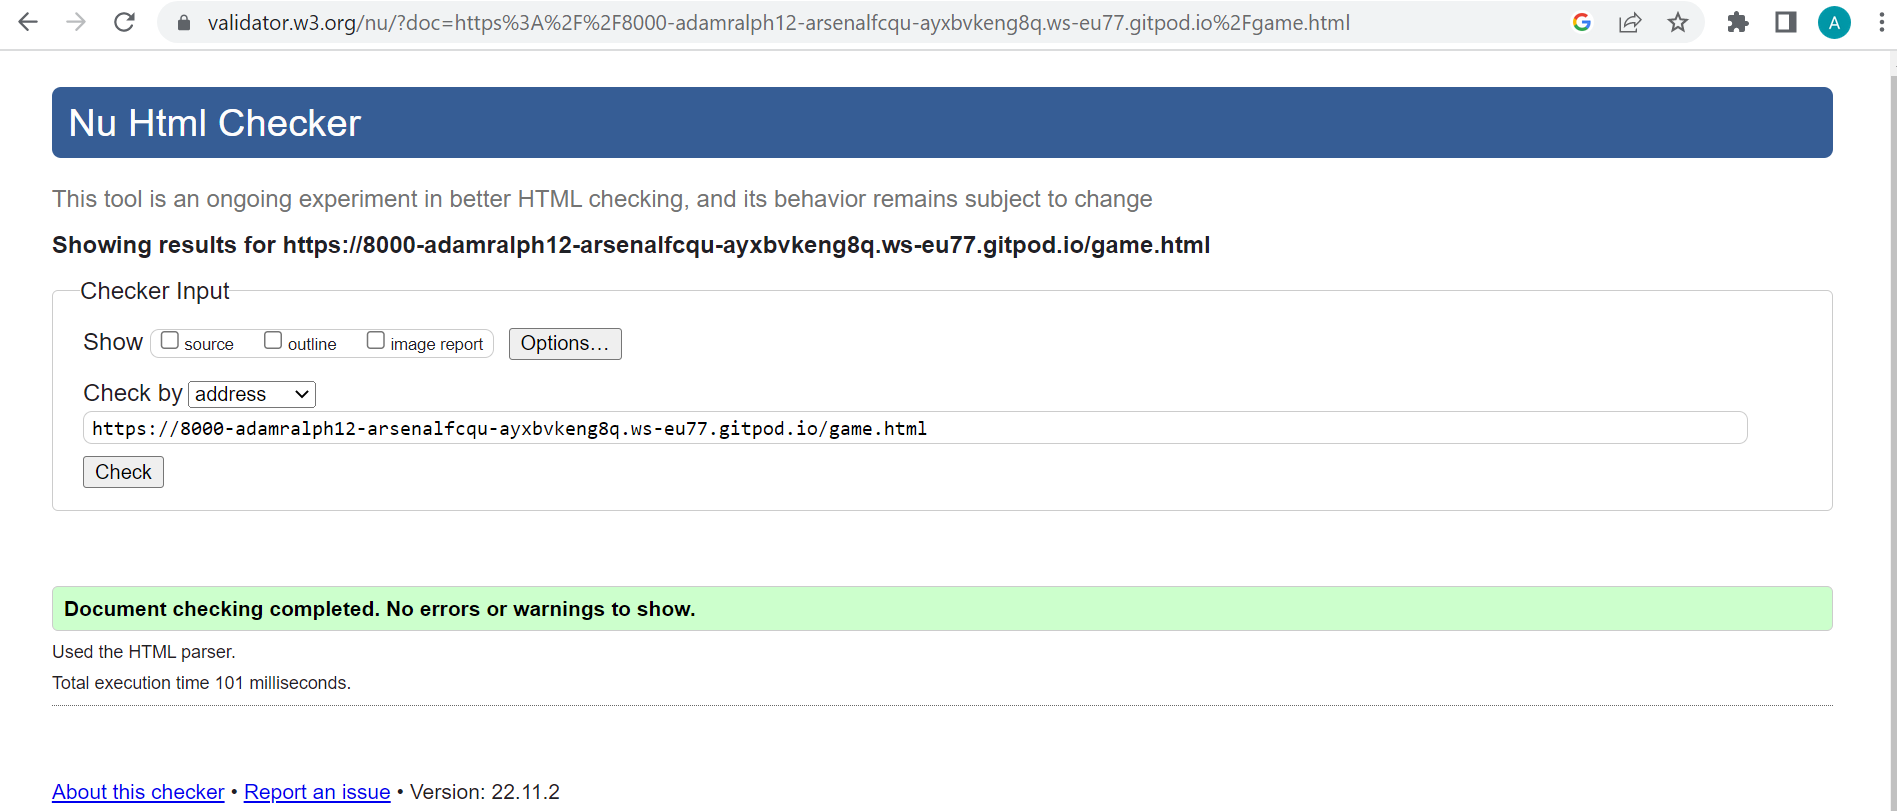 validator.w3.org/nu/?doc=https%3A%2F%2F8000-adamralph12-arsenalfcqu-ayxbvkeng8q.ws-eu77.gitpod.io%2Fgame.html
A
Nu Html Checker
This tool is an ongoing experiment in better HTML checking, and its behavior remains subject to change
Showing results for https://8000-adamralph12-arsenalfcqu-ayxbvkeng8q.ws-eu77.gitpod.io/game.html
Checker Input
Show source outline image report Options...
Check by address
https://8000-adamralph12-arsenalfcqu-ayxbvkeng8q.ws-eu77.gitpod.io/game.html
Check
Document checking completed. No errors or warnings to show.
Used the HTML parser.
Total execution time 101 milliseconds.
About this checker • Report an issue • Version: 22.11.2